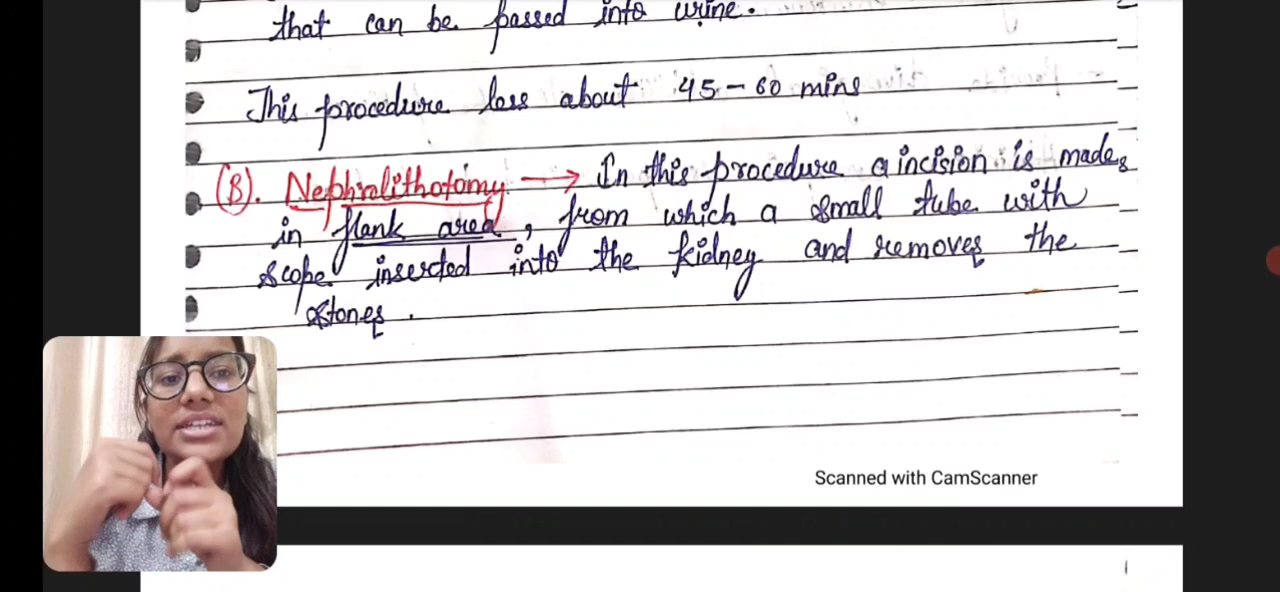 that can be passed into urine.
This procedure less about 45-60 mins
(B). Nephrolithotomy → In this procedure a incision is made,
in flank area, from which a small tube with
scope inserted into the kidney and removes the
stones.
Scanned with CamScanner